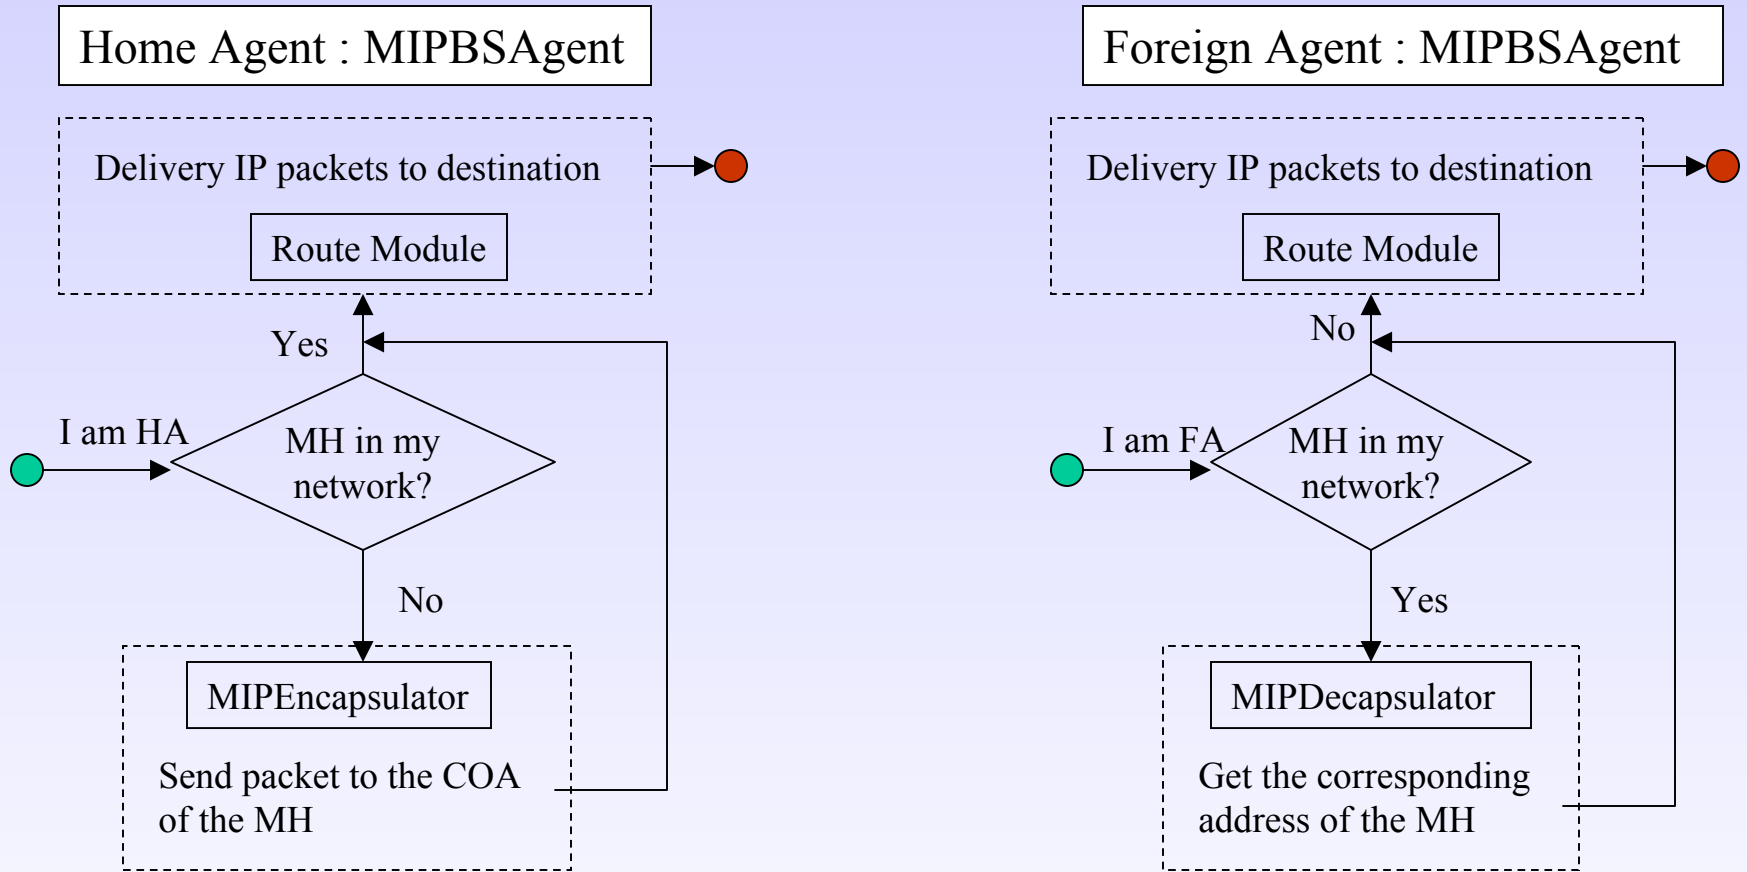 Home Agent : MIPBSAgent
Delivery IP packets to destination
Route Module
Yes
I am HA
MH in my
network?
No
MIPEncapsulator
Send packet to the COA
of the MH
Foreign Agent : MIPBSAgent
Delivery IP packets to destination
Route Module
No
I am FA
MH in my
network?
Yes
MIPDecapsulator
Get the corresponding
address of the MH